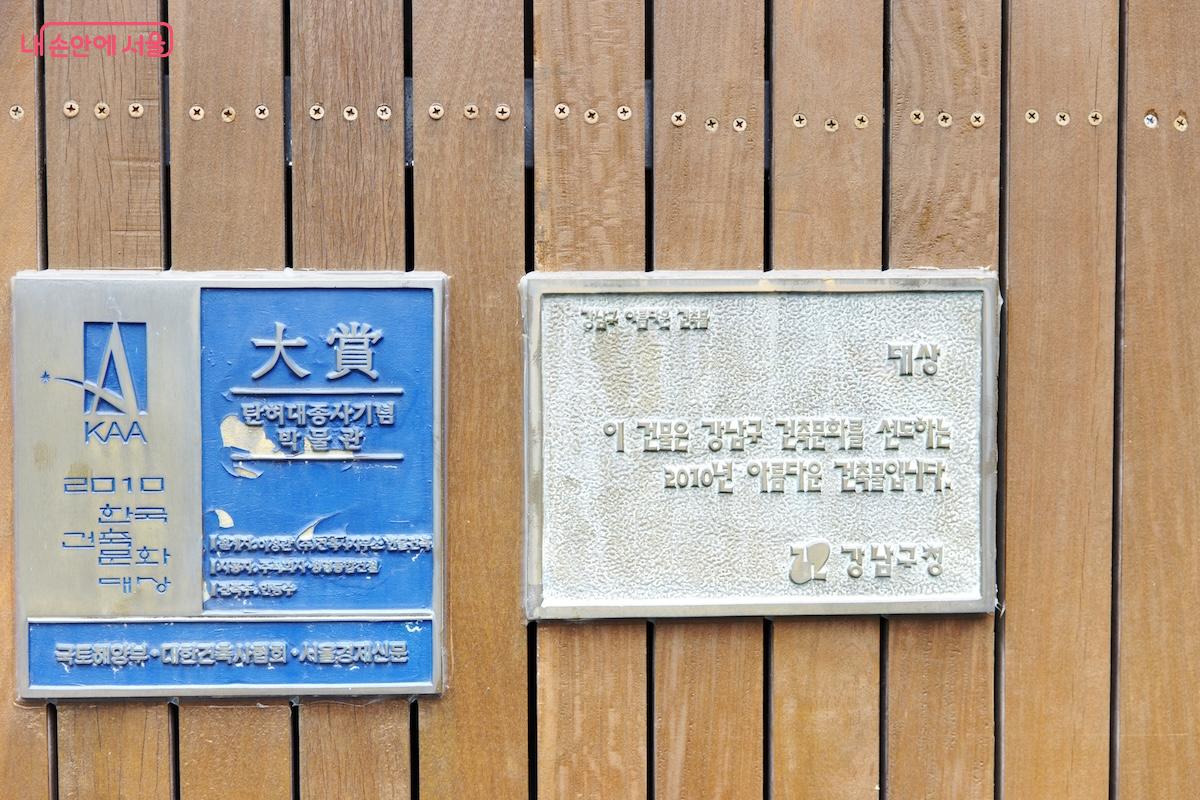 내 손안에 서울
KAA
2010
한국
건축
문화
대상
大賞
탄허대종사기념
박물관
국토해양부·대한건축사협회·서울경제신문
강남구 아름다운 건축물
대상
이 건물은 강남구 건축문화를 선도하는
2010년 아름다운 건축물입니다.
강남구청